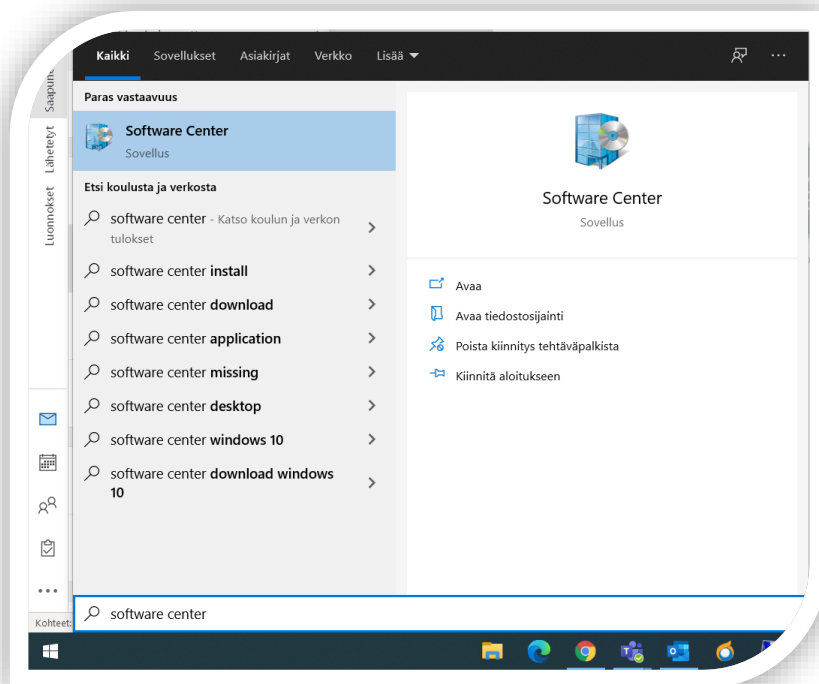 Kaikki Sovellukset Asiakirjat Verkko Lisää
Paras vastaavuus
Software Center
Sovellus
Etsi koulusta ja verkosta
software center - Katso koulun ja verkon
tulokset
software center install
software center download
software center application
software center missing
software center desktop
software center windows 10
software center download windows
10
Software Center
Sovellus
Avaa
Avaa tiedostosijainti
Poista kiinnitys tehtäväpalkista
Kiinnitä aloitukseen
Lähetetyt
Luonnokset
Kohteet:
software center